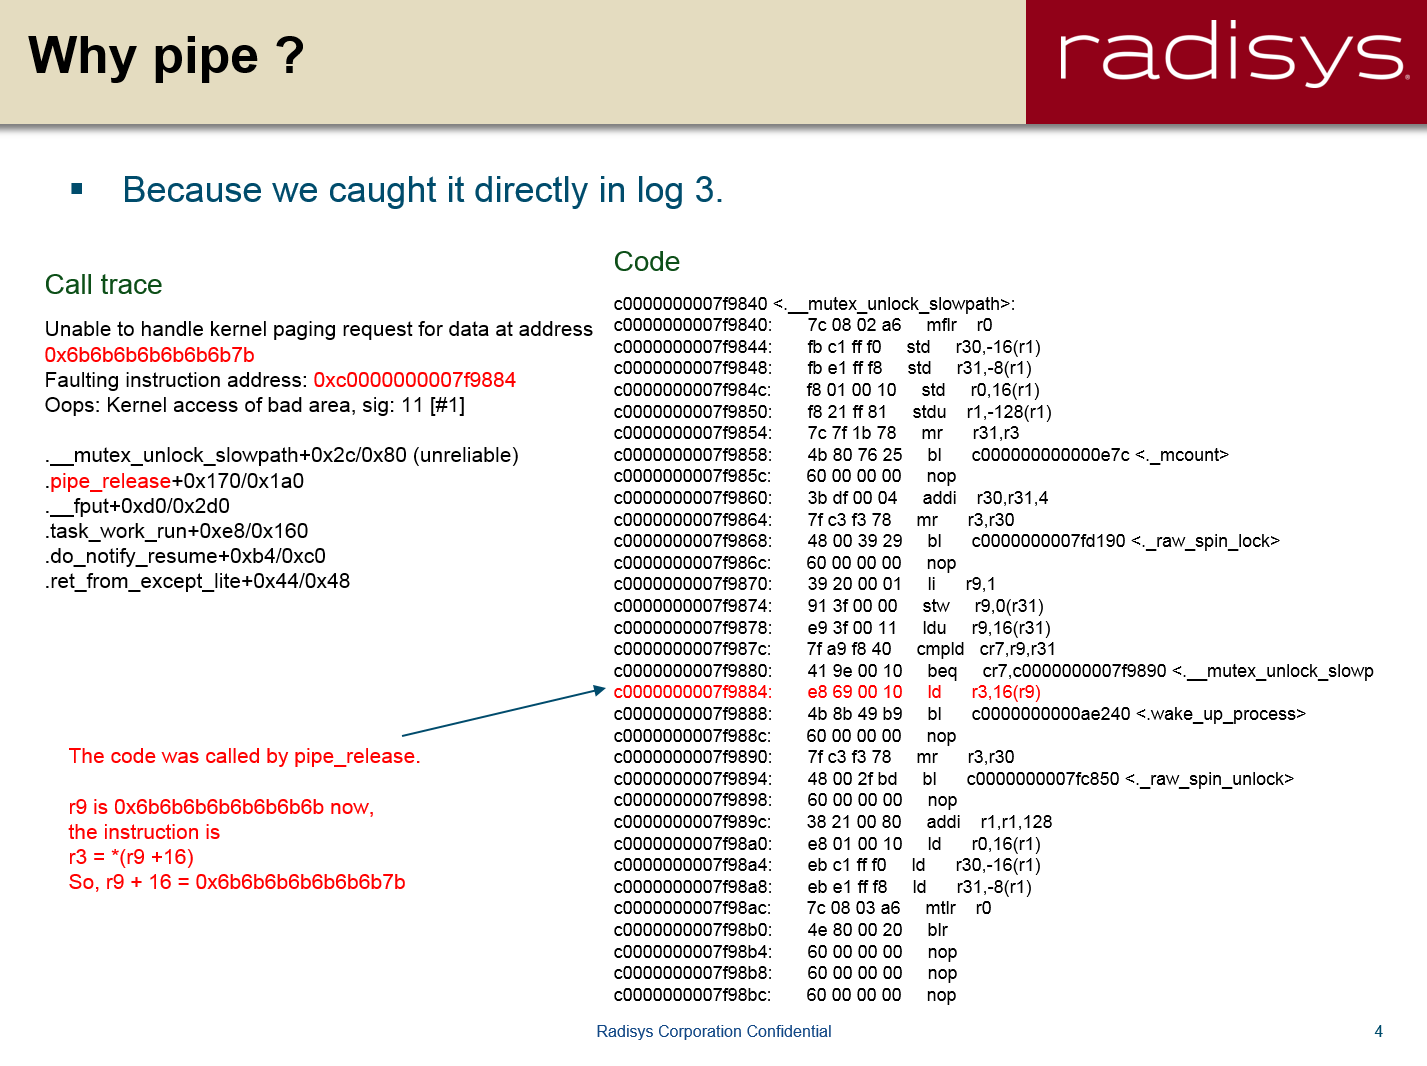 Why pipe ?
radisys.
▪ Because we caught it directly in log 3.
Call trace
Unable to handle kernel paging request for data at address
0x6b6b6b6b6b6b6b7b
Faulting instruction address: 0xc0000000007f9884
Oops: Kernel access of bad area, sig: 11 [#1]
.__mutex_unlock_slowpath+0x2c/0x80 (unreliable)
.pipe_release+0x170/0x1a0
.__fput+0xd0/0x2d0
.task_work_run+0xe8/0x160
.do_notify_resume+0xb4/0xc0
.ret_from_except_lite+0x44/0x48
The code was called by pipe_release.
r9 is 0x6b6b6b6b6b6b6b6b now,
the instruction is
r3 = *(r9 +16)
So, r9 + 16 = 0x6b6b6b6b6b6b6b7b
Code
c0000000007f9840 <.__mutex_unlock_slowpath>:
c0000000007f9840: 7c 08 02 a6 mflr r0
c0000000007f9844: fb c1 ff f0 std r30,-16(r1)
c0000000007f9848: fb e1 ff f8 std r31,-8(r1)
c0000000007f984c: f8 01 00 10 std r0,16(r1)
c0000000007f9850: f8 21 ff 81 stdu r1,-128(r1)
c0000000007f9854: 7c 7f 1b 78 mr r31,r3
c0000000007f9858: 4b 80 76 25 bl c000000000000e7c <._mcount>
c0000000007f985c: 60 00 00 00 nop
c0000000007f9860: 3b df 00 04 addi r30,r31,4
c0000000007f9864: 7f c3 f3 78 mr r3,r30
c0000000007f9868: 48 00 39 29 bl c0000000007fd190 <._raw_spin_lock>
c0000000007f986c: 60 00 00 00 nop
c0000000007f9870: 39 20 00 01 li r9,1
c0000000007f9874: 91 3f 00 00 stw r9,0(r31)
c0000000007f9878: e9 3f 00 11 ldu r9,16(r31)
c0000000007f987c: 7f a9 f8 40 cmpld cr7,r9,r31
c0000000007f9880: 41 9e 00 10 beq cr7,c0000000007f9890 <.__mutex_unlock_slowp
c0000000007f9884: e8 69 00 10 ld r3,16(r9)
c0000000007f9888: 4b 8b 49 b9 bl c0000000000ae240 <.wake_up_process>
c0000000007f988c: 60 00 00 00 nop
c0000000007f9890: 7f c3 f3 78 mr r3,r30
c0000000007f9894: 48 00 2f bd bl c0000000007fc850 <._raw_spin_unlock>
c0000000007f9898: 60 00 00 00 nop
c0000000007f989c: 38 21 00 80 addi r1,r1,128
c0000000007f98a0: e8 01 00 10 ld r0,16(r1)
c0000000007f98a4: eb c1 ff f0 ld r30,-16(r1)
c0000000007f98a8: eb e1 ff f8 ld r31,-8(r1)
c0000000007f98ac: 7c 08 03 a6 mtlr r0
c0000000007f98b0: 4e 80 00 20 blr
c0000000007f98b4: 60 00 00 00 nop
c0000000007f98b8: 60 00 00 00 nop
c0000000007f98bc: 60 00 00 00 nop
Radisys Corporation Confidential
4